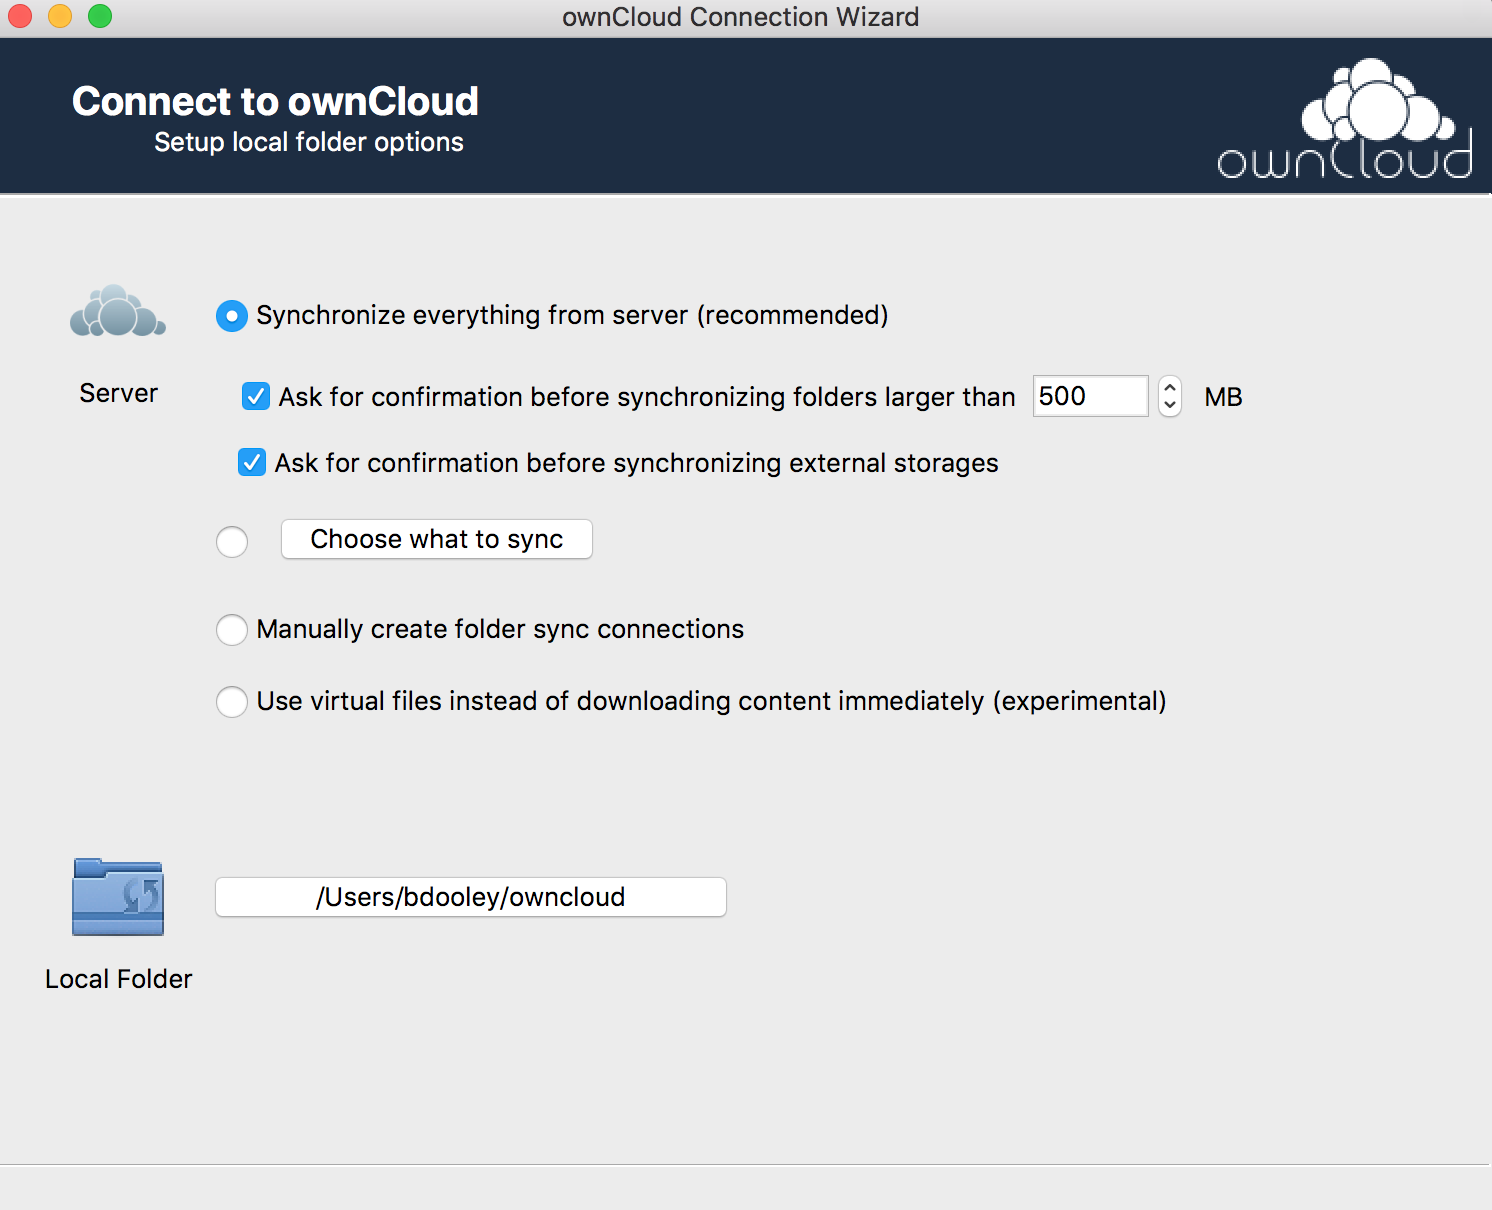 ownCloud Connection Wizard
Connect to ownCloud
Setup local folder options
ownCloud
Synchronize everything from server (recommended)
Server
Ask for confirmation before synchronizing folders larger than 500 MB
Ask for confirmation before synchronizing external storages
Choose what to sync
Manually create folder sync connections
Use virtual files instead of downloading content immediately (experimental)
/Users/bdooley/owncloud
Local Folder